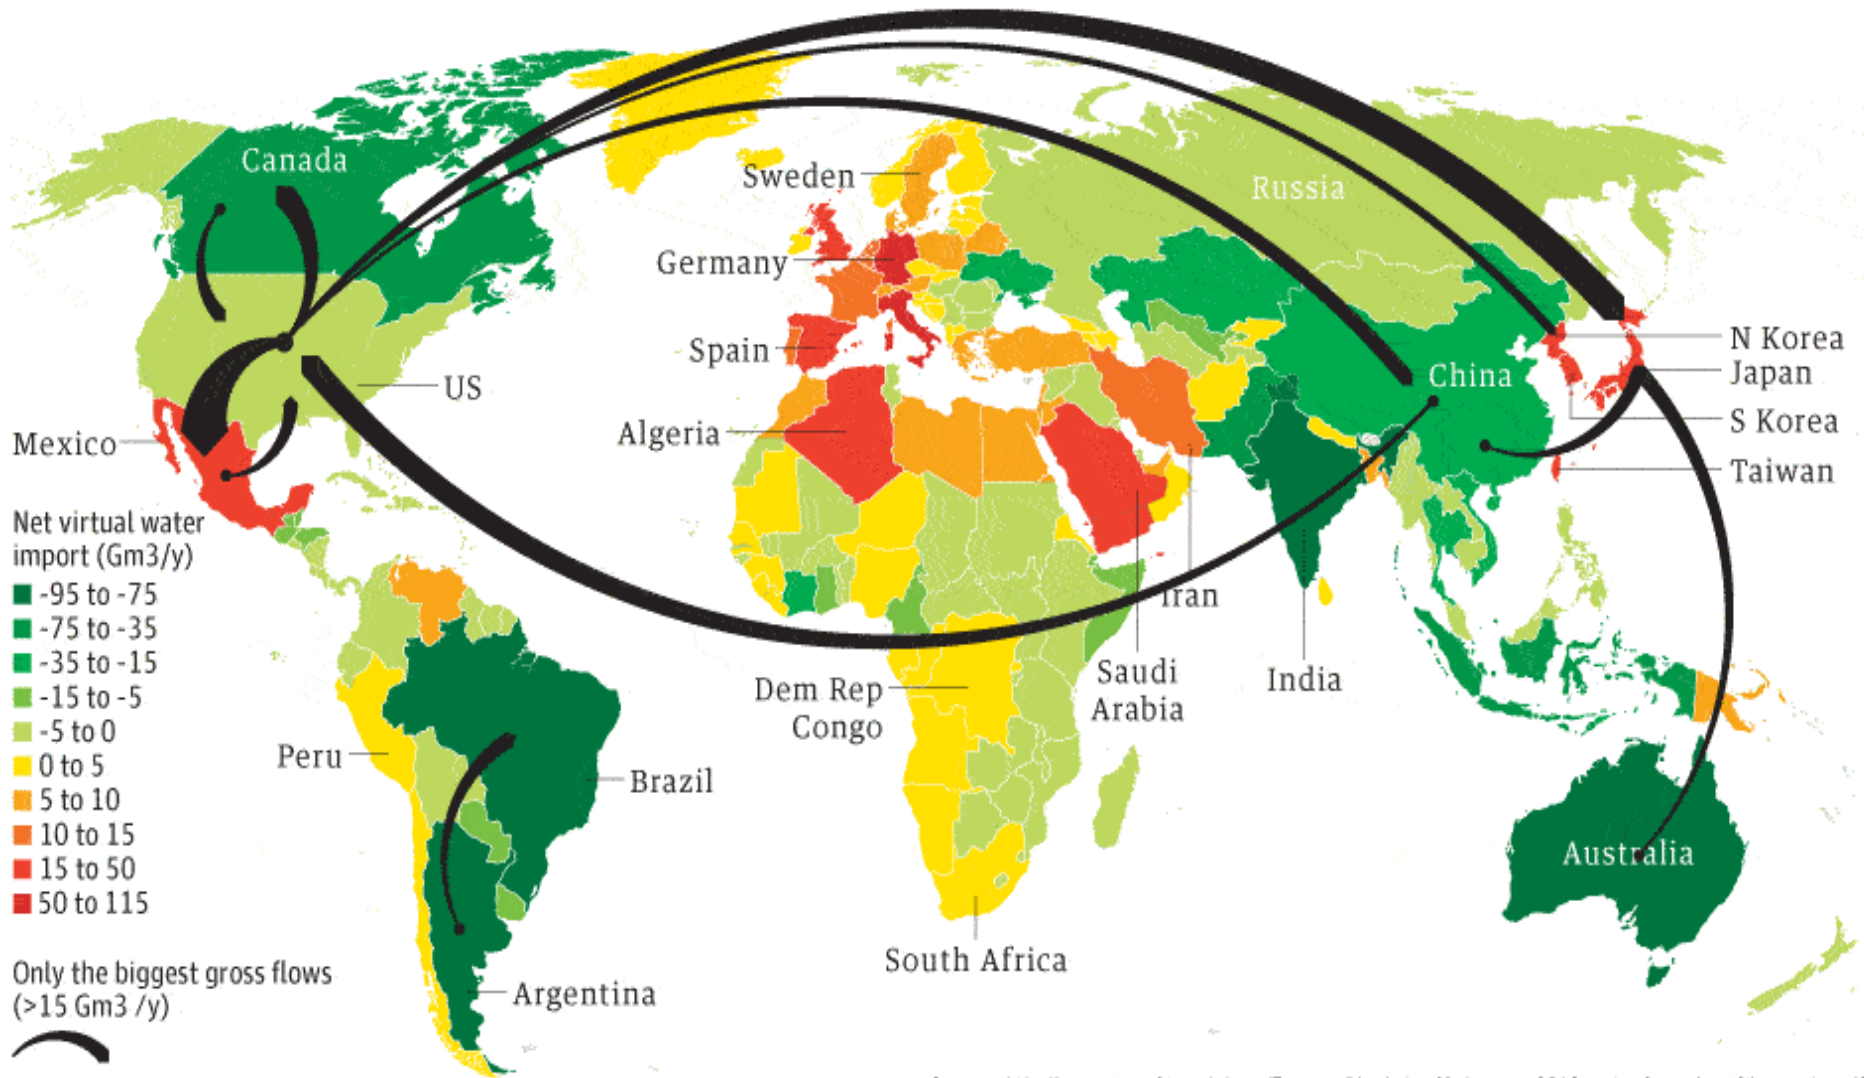 Canada
Sweden
Russia
Germany
Spain
N Korea
Japan
China
US
S Korea
Algeria
Mexico
Taiwan
Net virtual water
import (Gm3/y)
-95 to -75
-75 to -35
-35 to -15
-15 to -5
-5 to 0
0 to 5
5 to 10
10 to 15
15 to 50
50 to 115
Iran
Saudi
Arabia
India
Dem Rep
Congo
Peru
Brazil
Australia
South Africa
Argentina
Only the biggest gross flows
(>15 Gm3 /y)